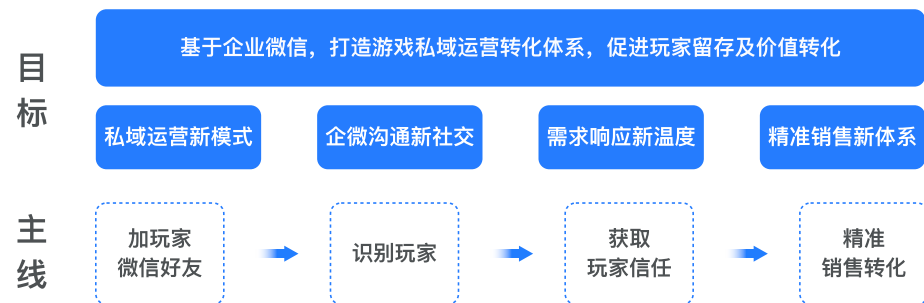 目标
基于企业微信，打造游戏私域运营转化体系，促进玩家留存及价值转化
私域运营新模式
企微沟通新社交
需求响应新温度
精准销售新体系
主线
加玩家
微信好友
识别玩家
获取
玩家信任
精准
销售转化